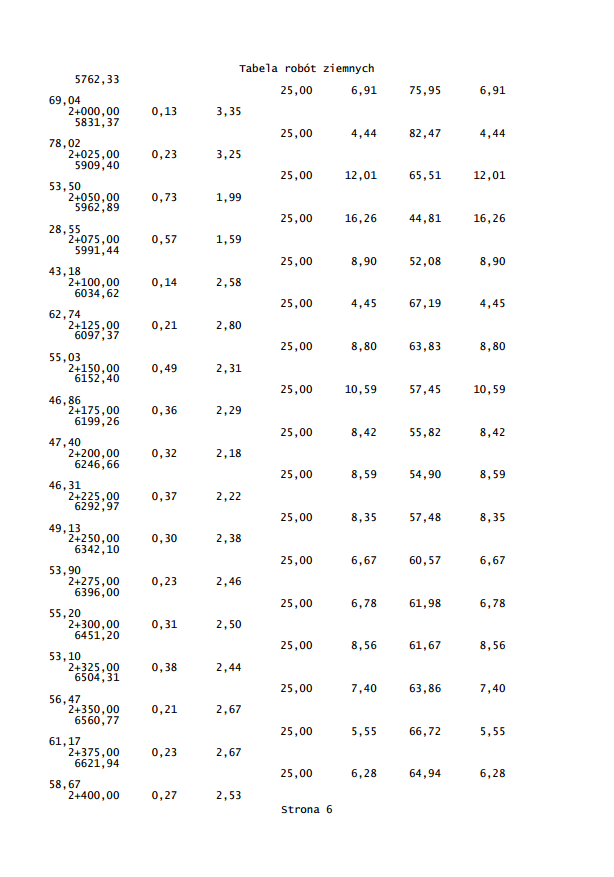 Tabela robót ziemnych
5762,33
25,00 6,91 75,95 6,91
69,04
2+000,00 0,13 3,35
5831,37
25,00 4,44 82,47 4,44
78,02
2+025,00 0,23 3,25
5909,40
25,00 12,01 65,51 12,01
53,50
2+050,00 0,73 1,99
5962,89
25,00 16,26 44,81 16,26
28,55
2+075,00 0,57 1,59
5991,44
25,00 8,90 52,08 8,90
43,18
2+100,00 0,14 2,58
6034,62
25,00 4,45 67,19 4,45
62,74
2+125,00 0,21 2,80
6097,37
25,00 8,80 63,83 8,80
55,03
2+150,00 0,49 2,31
6152,40
25,00 10,59 57,45 10,59
46,86
2+175,00 0,36 2,29
6199,26
25,00 8,42 55,82 8,42
47,40
2+200,00 0,32 2,18
6246,66
25,00 8,59 54,90 8,59
46,31
2+225,00 0,37 2,22
6292,97
25,00 8,35 57,48 8,35
49,13
2+250,00 0,30 2,38
6342,10
25,00 6,67 60,57 6,67
53,90
2+275,00 0,23 2,46
6396,00
25,00 6,78 61,98 6,78
55,20
2+300,00 0,31 2,50
6451,20
25,00 8,56 61,67 8,56
53,10
2+325,00 0,38 2,44
6504,31
25,00 7,40 63,86 7,40
56,47
2+350,00 0,21 2,67
6560,77
25,00 5,55 66,72 5,55
61,17
2+375,00 0,23 2,67
6621,94
25,00 6,28 64,94 6,28
58,67
2+400,00 0,27 2,53
Strona 6